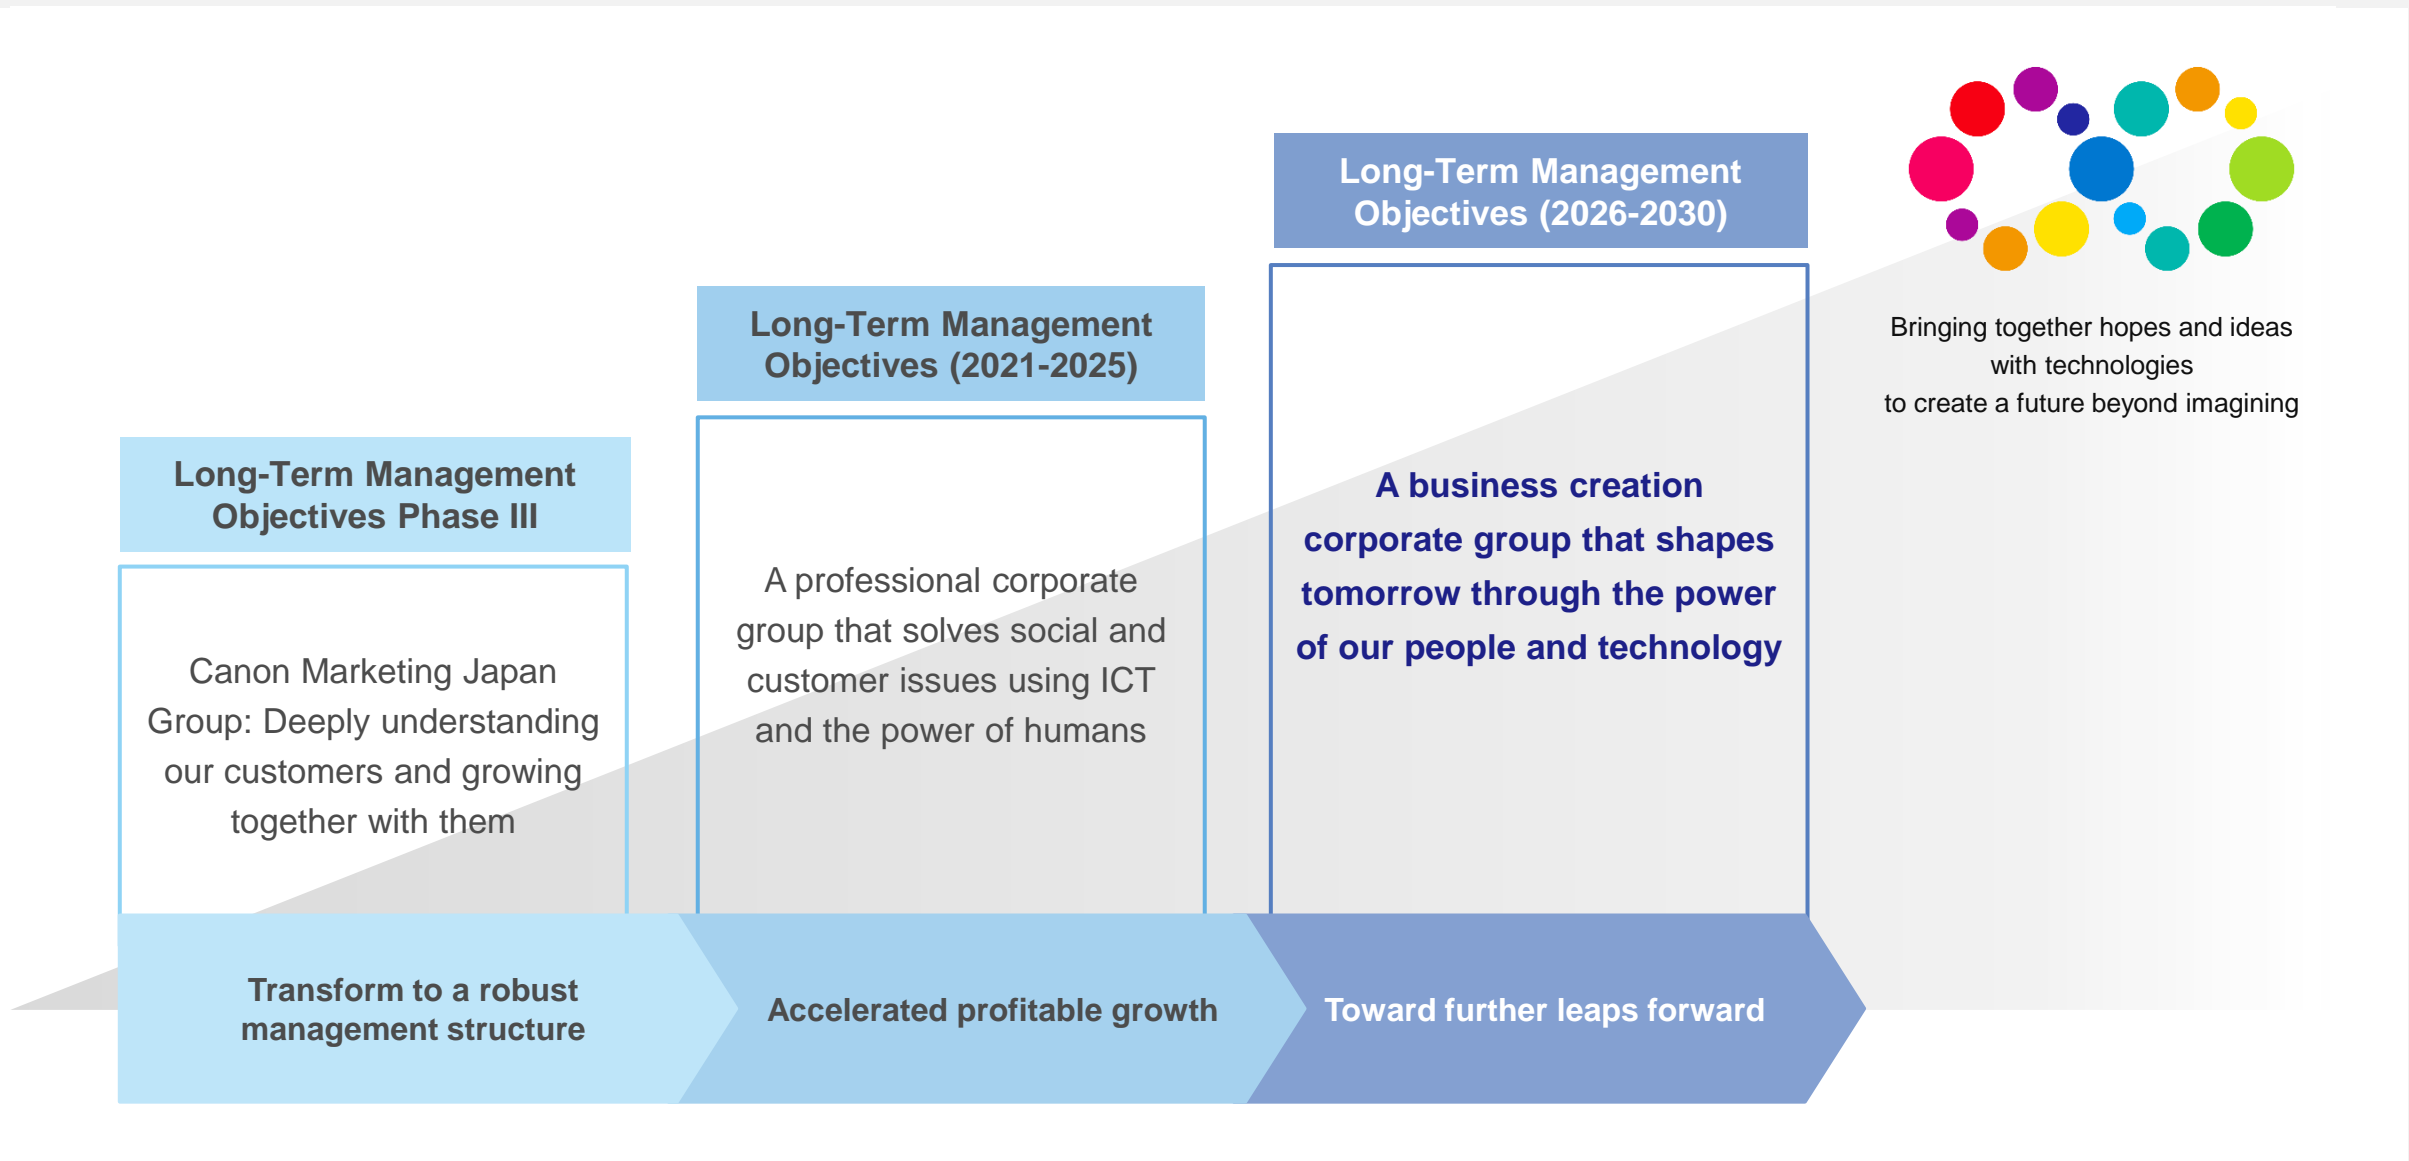 Long-Term Management
Objectives Phase III
Canon Marketing Japan
Group: Deeply understanding
our customers and growing
together with them
Transform to a robust
management structure
Long-Term Management
Objectives (2021-2025)
A professional corporate
group that solves social and
customer issues using ICT
and the power of humans
Accelerated profitable growth
Long-Term Management
Objectives (2026-2030)
A business creation
corporate group that shapes
tomorrow through the power
of our people and technology
Toward further leaps forward
Bringing together hopes and ideas
with technologies
to create a future beyond imagining